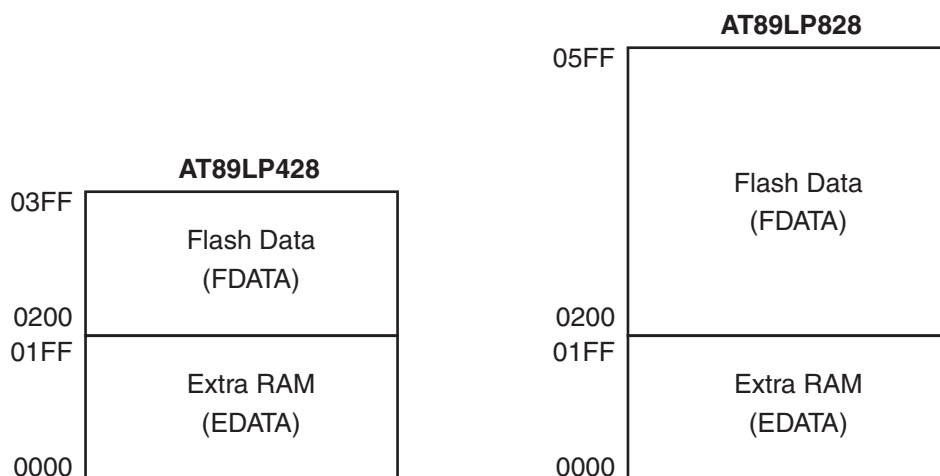 AT89LP428
03FF
Flash Data
(FDATA)
0200
01FF
Extra RAM
(EDATA)
0000
AT89LP828
05FF
Flash Data
(FDATA)
0200
01FF
Extra RAM
(EDATA)
0000